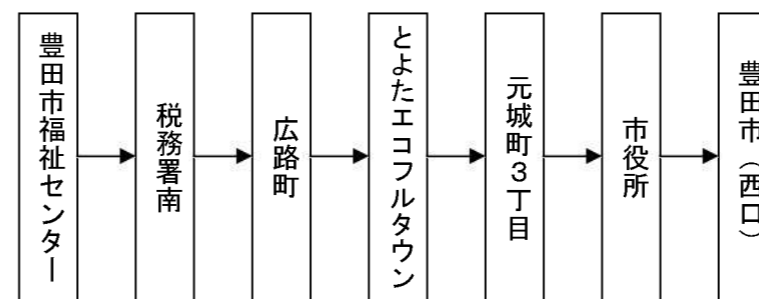 豊田市福祉センター
税務署南
広路町
とよたエコフルタウン
元城町３丁目
市役所
豊田市（西口）